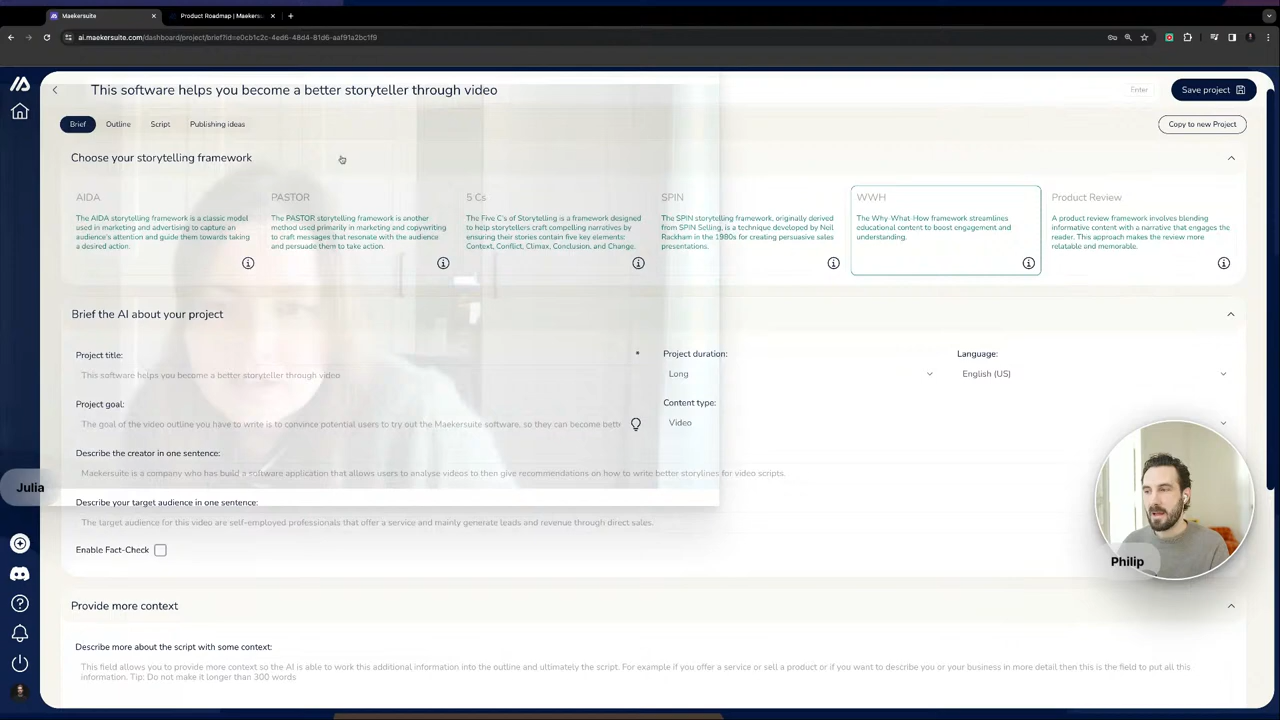 Maekersuite
Product Roadmap | Maekersu...
ai.maekersuite.com/dashboard/project/brief?id=e0cb1c2c-4ed6-48d4-81d6-aaf91a2bc1f9
This software helps you become a better storyteller through video
Enter
Save project
Brief
Outline
Script
Publishing ideas
Copy to new Project
Choose your storytelling framework
AIDA
The AIDA storytelling framework is a classic model
used in marketing and advertising to capture an
audience's attention and guide them towards taking
a desired action.
PASTOR
The PASTOR storytelling framework is another
method used primarily in marketing and copywriting
to craft messages that resonate with the audience
and persuade them to take action.
5 Cs
The Five C's of Storytelling is a framework designed
to help storytellers craft compelling narratives by
ensuring their stories contain five key elements:
Context, Conflict, Climax, Conclusion, and Change.
SPIN
The SPIN storytelling framework, originally derived
from SPIN Selling, is a technique developed by Neil
Rackham in the 1980s for creating persuasive sales
presentations.
WWH
The Why-What-How framework streamlines
educational content to boost engagement and
understanding.
Product Review
A product review framework involves blending
informative content with a narrative that engages the
reader. This approach makes the review more
relatable and memorable.
Brief the AI about your project
Project title:
This software helps you become a better storyteller through video
Project duration:
Long
Language:
English (US)
Project goal:
The goal of the video outline you have to write is to convince potential users to try out the Maekersuite software, so they can become bett
Content type:
Video
Describe the creator in one sentence:
Maekersuite is a company who has build a software application that allows users to analyse videos to then give recommendations on how to write better storylines for video scripts.
Julia
Describe your target audience in one sentence:
The target audience for this video are self-employed professionals that offer a service and mainly generate leads and revenue through direct sales.
Enable Fact-Check
Philip
Provide more context
Describe more about the script with some context:
This field allows you to provide more context so the AI is able to work this additional information into the outline and ultimately the script. For example if you offer a service or sell a product or if you want to describe you or your business in more detail then this is the field to put all this
information. Tip: Do not make it longer than 300 words